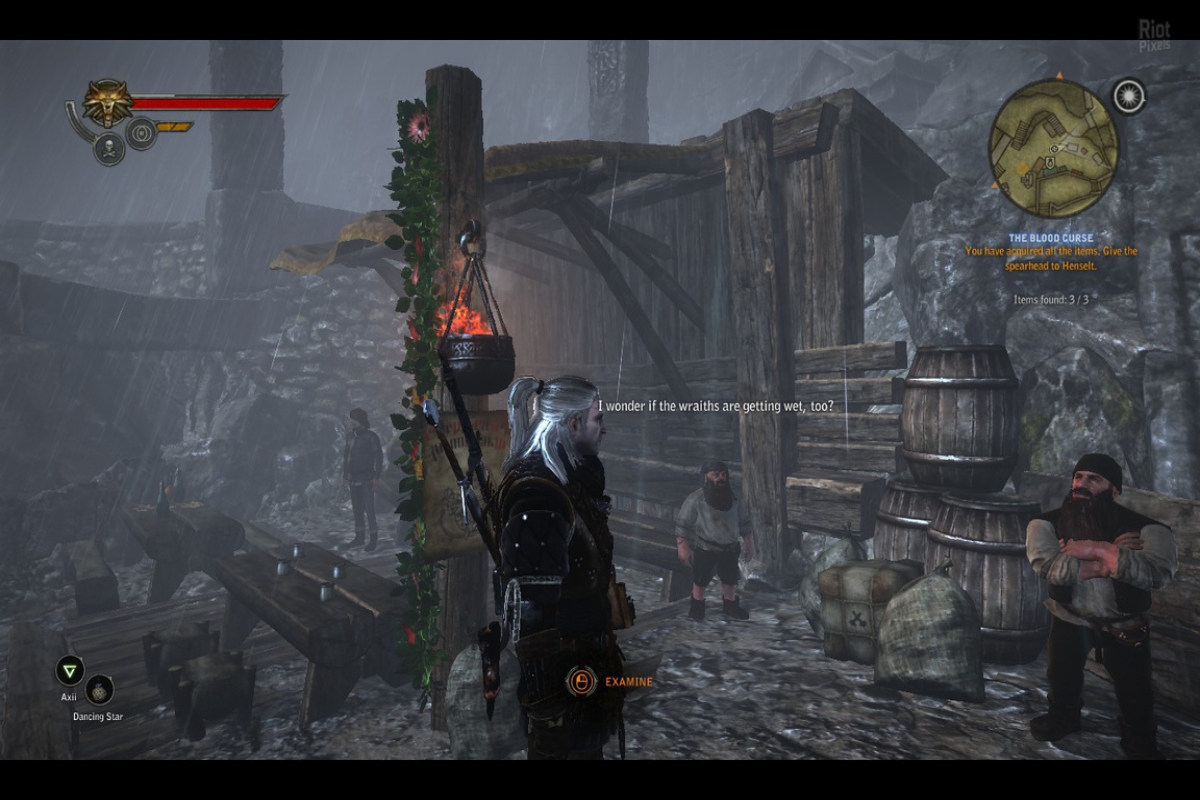 Riot
Pixels
THE BLOOD CURSE
You have acquired all the items. Give the
spearhead to Henselt.
Items found: 3 / 3
I wonder if the wraiths are getting wet, too?
EXAMINE
Axii
Dancing Star